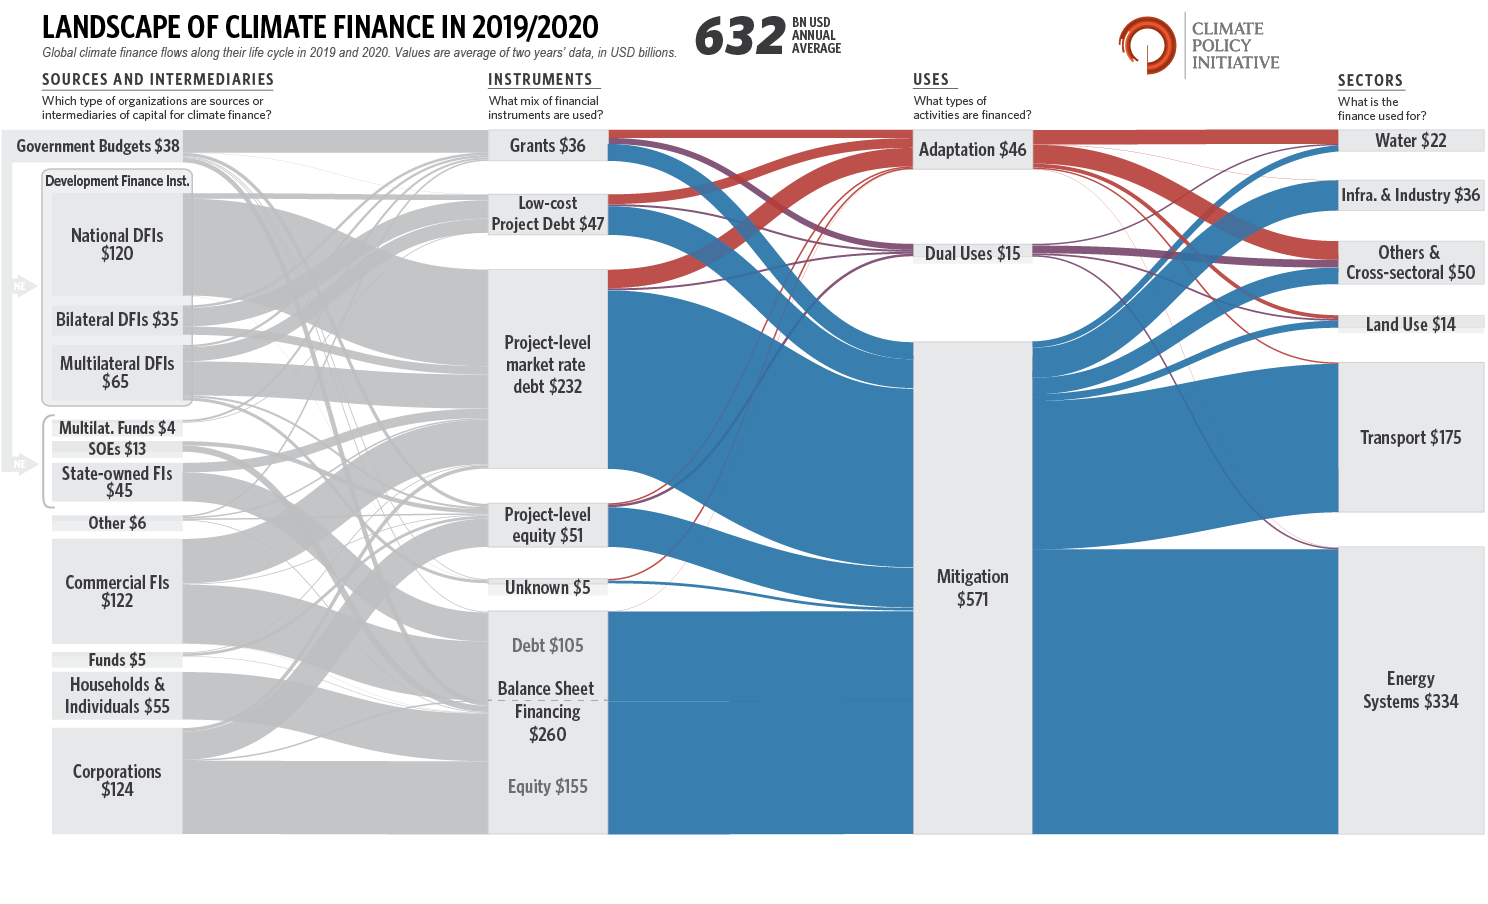 LANDSCAPE OF CLIMATE FINANCE IN 2019/2020
Global climate finance flows along their life cycle in 2019 and 2020. Values are average of two years' data, in USD billions.
632
BN USD
ANNUAL
AVERAGE
CLIMATE
POLICY
INITIATIVE
SOURCES AND INTERMEDIARIES
Which type of organizations are sources or
intermediaries of capital for climate finance?
INSTRUMENTS
What mix of financial
instruments are used?
USES
What types of
activities are financed?
SECTORS
What is the
finance used for?
Government Budgets $38
Development Finance Inst.
National DFIs
$120
Bilateral DFIs $35
Multilateral DFIs
$65
NE
Multilat. Funds $4
SOEs $13
State-owned FIs
$45
NE
Other $6
Commercial FIs
$122
Funds $5
Households &
Individuals $55
Corporations
$124
Grants $36
Low-cost
Project Debt $47
Project-level
market rate
debt $232
Project-level
equity $51
Unknown $5
Debt $105
Balance Sheet
Financing
$260
Equity $155
Adaptation $46
Dual Uses $15
Mitigation
$571
Water $22
Infra. & Industry $36
Others &
Cross-sectoral $50
Land Use $14
Transport $175
Energy
Systems $334